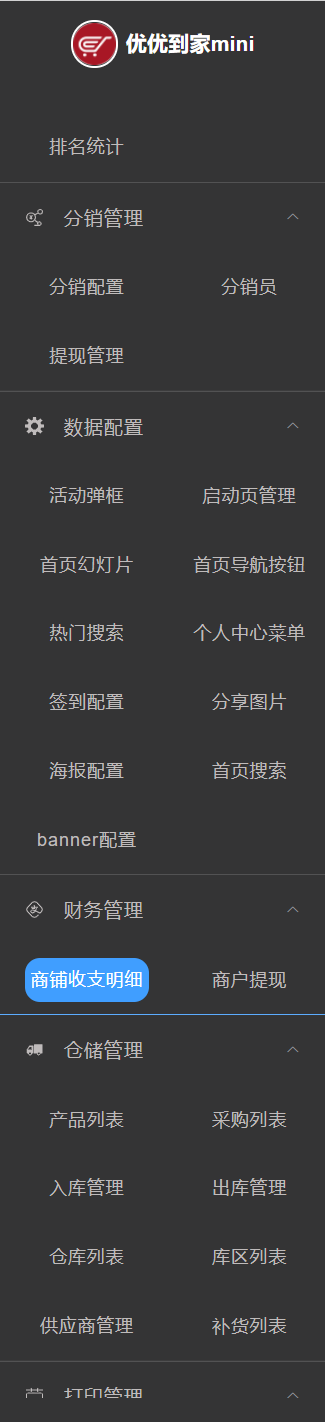 优优到家mini
排名统计
分销管理
分销配置 分销员
提现管理
数据配置
活动弹框 启动页管理
首页幻灯片 首页导航按钮
热门搜索 个人中心菜单
签到配置 分享图片
海报配置 首页搜索
banner配置
财务管理
商铺收支明细 商户提现
仓储管理
产品列表 采购列表
入库管理 出库管理
仓库列表 库区列表
供应商管理 补货列表
打印管理